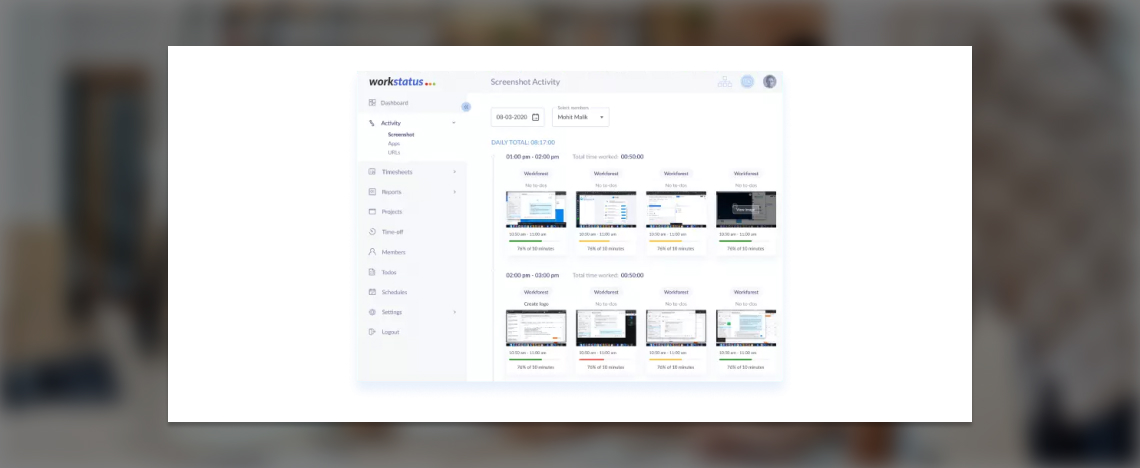 workstatus
Screenshot Activity
Dashboard
Activity
Screenshot
Apps
URLs
Timesheets
Reports
Projects
Time-off
Members
Todos
Schedules
Settings
Logout
08-03-2020
Select members
Mohit Malik
DAILY TOTAL: 08:17:00
01:00 pm - 02:00 pm Total time worked: 00:50:00
Workforest Workforest Workforest Workforest
No to-dos No to-dos No to-dos No to-dos
View Image
10:50 am - 11:00 am 10:50 am - 11:00 am 10:50 am - 11:00 am 10:50 am - 11:00 am
76% of 10 minutes 76% of 10 minutes 76% of 10 minutes 76% of 10 minutes
02:00 pm - 03:00 pm Total time worked: 00:50:00
Workforest Workforest Workforest Workforest
Create logo No to-dos No to-dos No to-dos
10:50 am - 11:00 am 10:50 am - 11:00 am 10:50 am - 11:00 am 10:50 am - 11:00 am
76% of 10 minutes 76% of 10 minutes 76% of 10 minutes 76% of 10 minutes